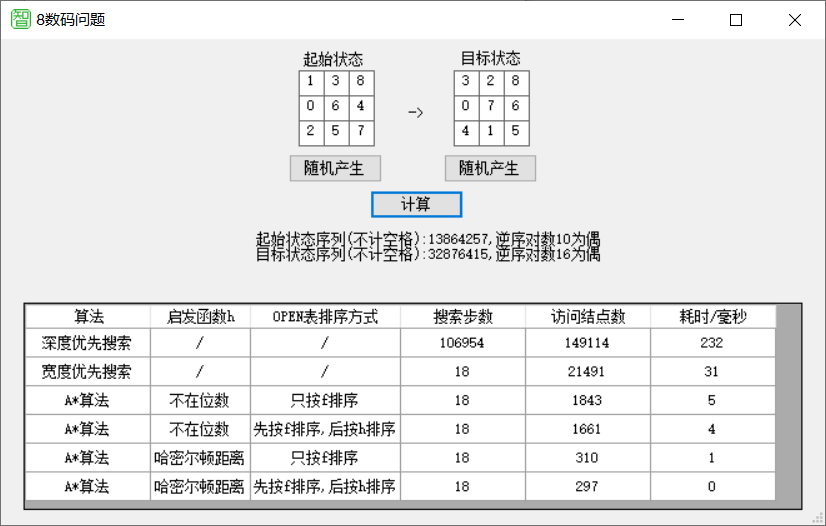 智 8数码问题
起始状态 目标状态
1 3 8 3 2 8
0 6 4 -> 0 7 6
2 5 7 4 1 5
随机产生 随机产生
计算
起始状态序列(不计空格):13864257,逆序对数10为偶
目标状态序列(不计空格):32876415,逆序对数16为偶
算法 启发函数h OPEN表排序方式 搜索步数 访问结点数 耗时/毫秒
深度优先搜索 / / 106954 149114 232
宽度优先搜索 / / 18 21491 31
A*算法 不在位数 只按f排序 18 1843 5
A*算法 不在位数 先按f排序,后按h排序 18 1661 4
A*算法 哈密尔顿距离 只按f排序 18 310 1
A*算法 哈密尔顿距离 先按f排序,后按h排序 18 297 0